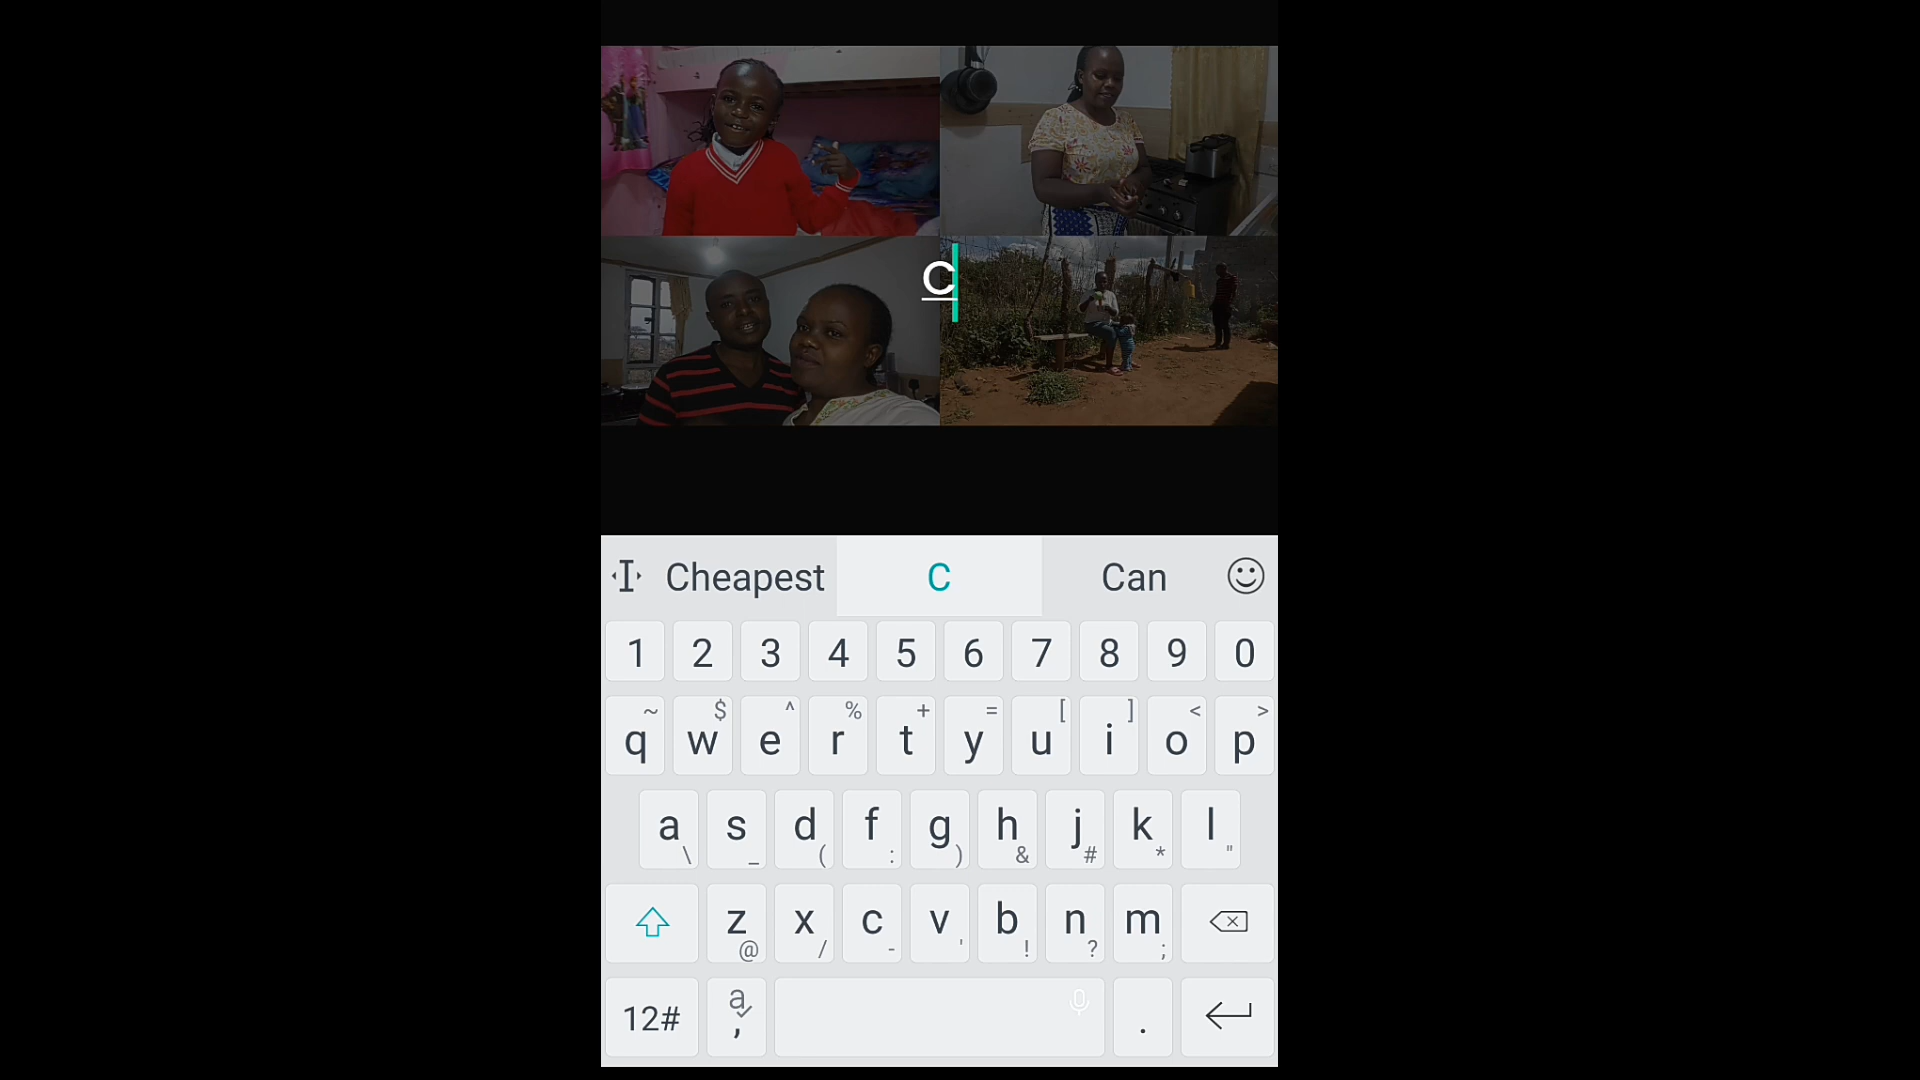 C
Cheapest C Can
1 2 3 4 5 6 7 8 9 0
~ $ ^ % + = [ ] < >
q w e r t y u i o p
a s d f g h j k l
\ _ ( : ) & # * "
z x c v b n m
@ / - ' ! ? ;
12# a , .